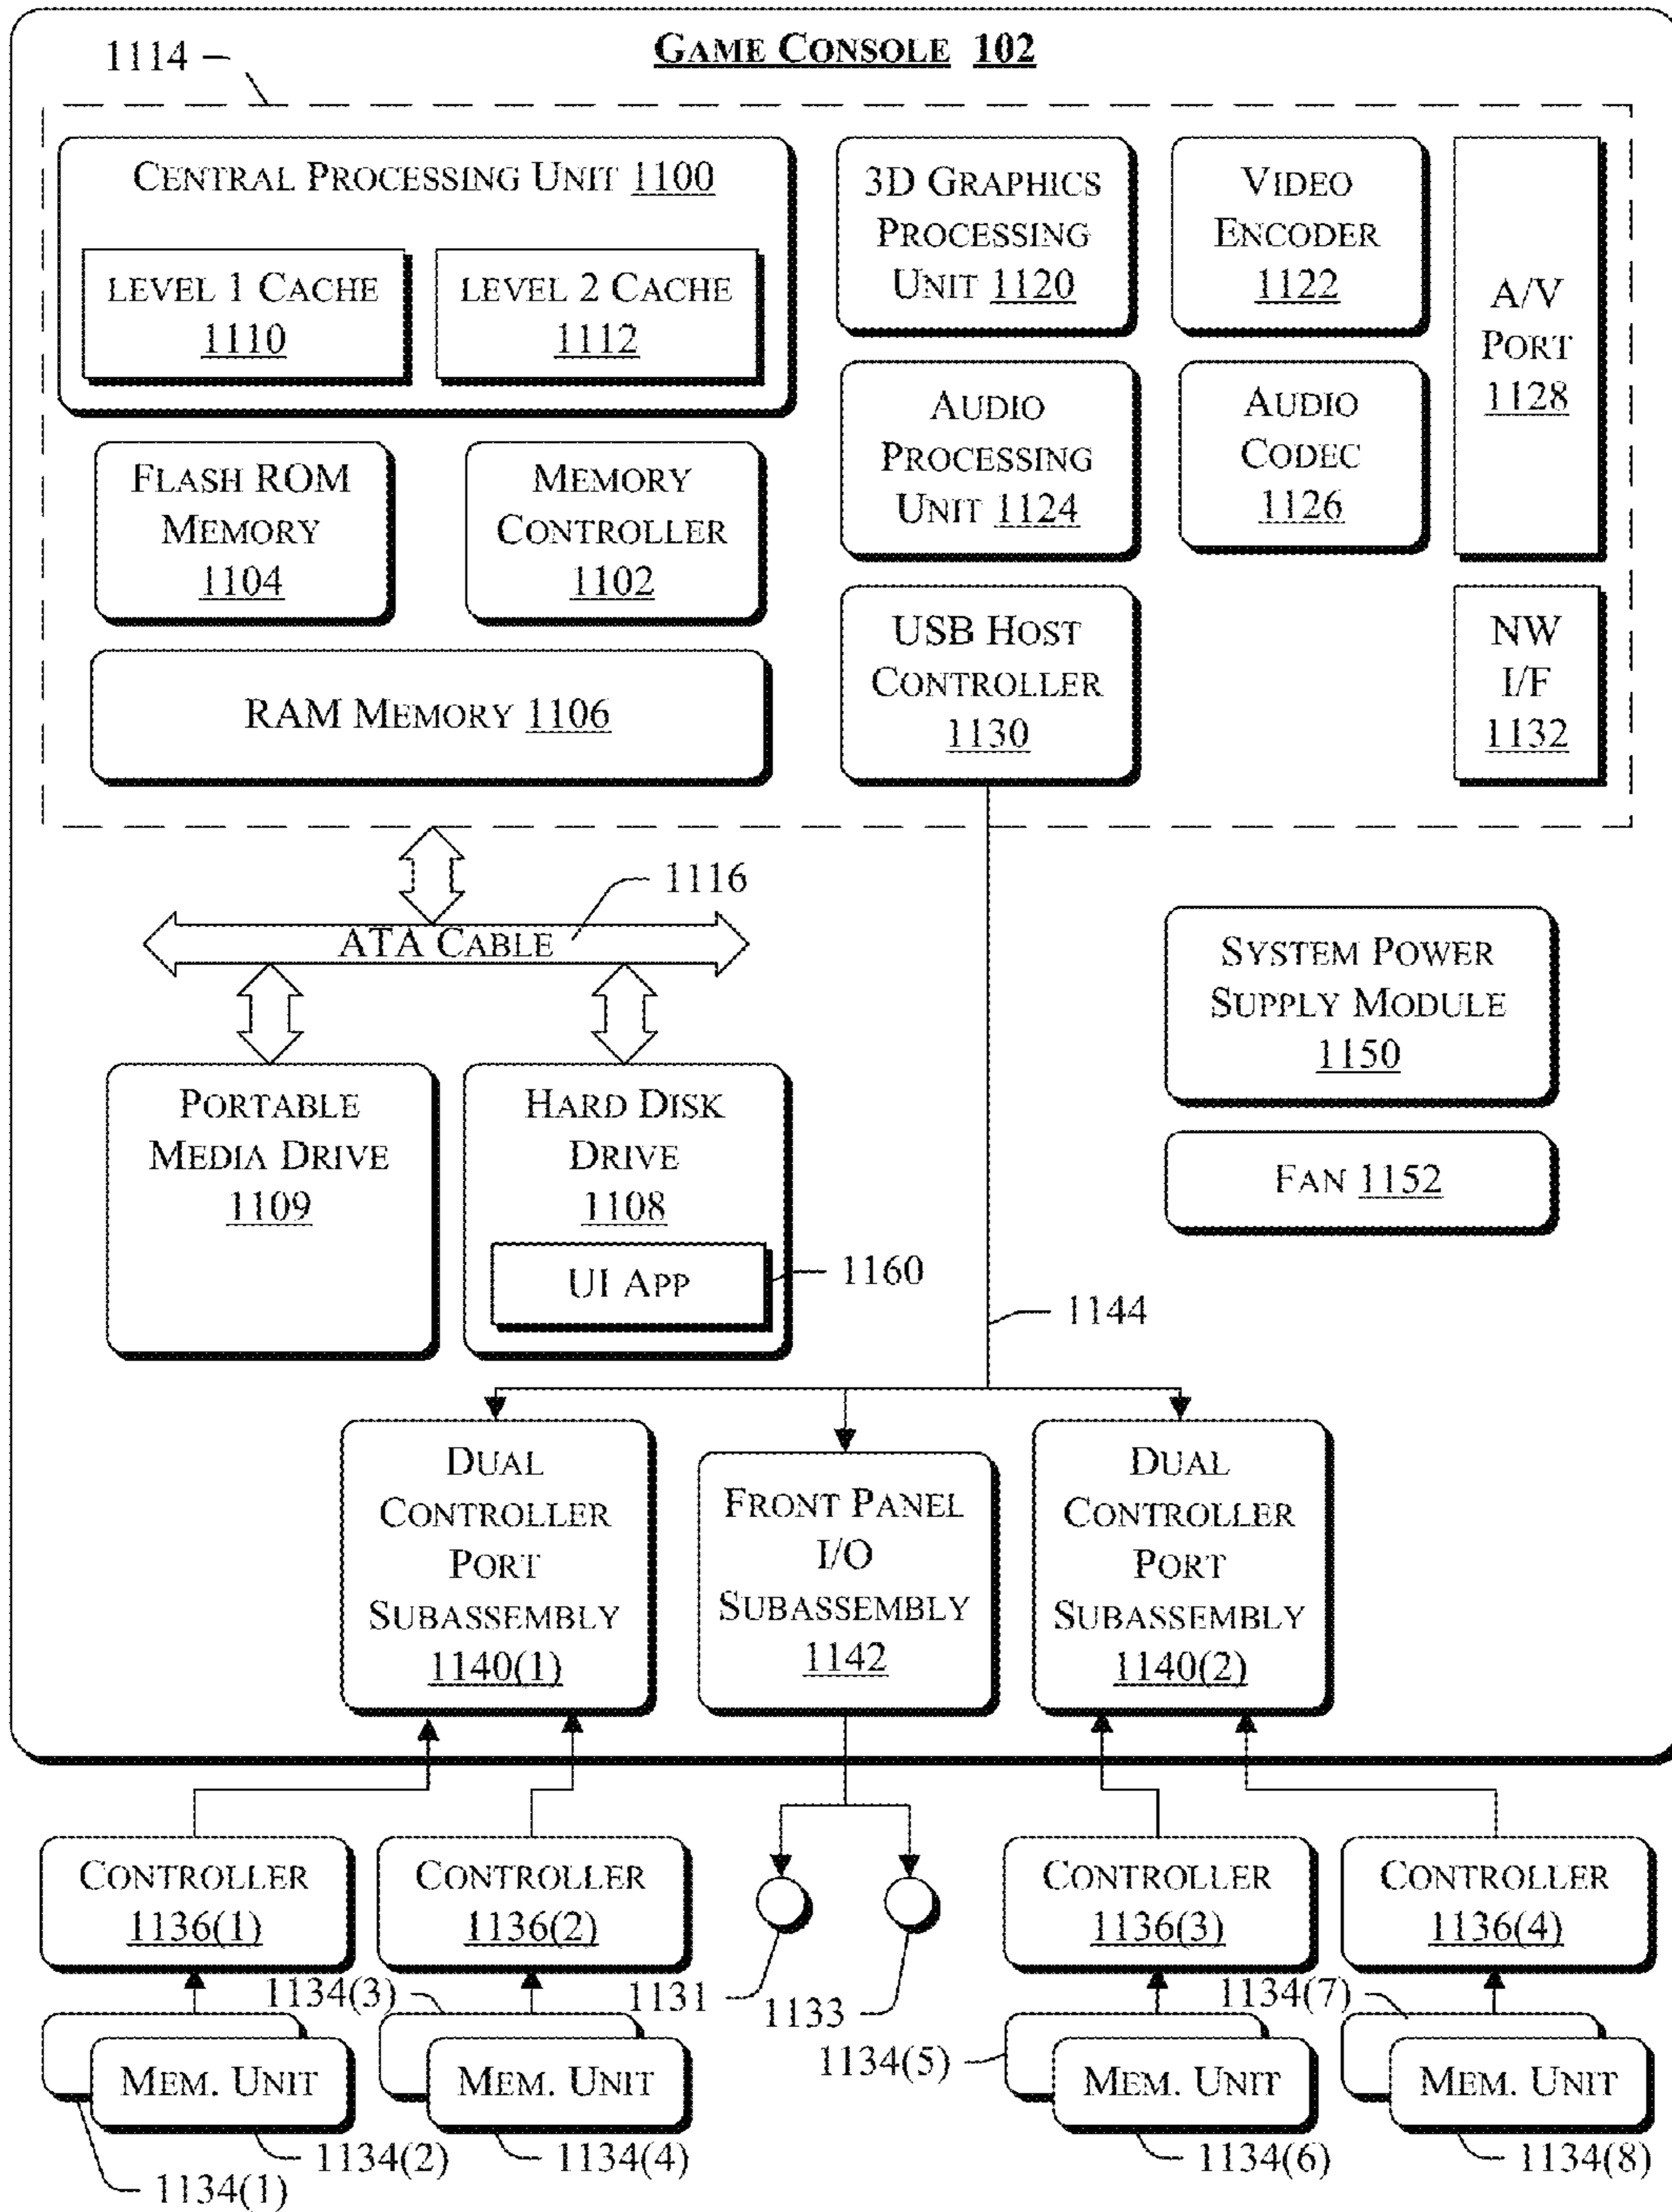 GAME CONSOLE 102
1114
CENTRAL PROCESSING UNIT 1100
LEVEL 1 CACHE
1110
LEVEL 2 CACHE
1112
3D GRAPHICS
PROCESSING
UNIT 1120
VIDEO
ENCODER
1122
A/V
PORT
1128
FLASH ROM
MEMORY
1104
MEMORY
CONTROLLER
1102
AUDIO
PROCESSING
UNIT 1124
AUDIO
CODEC
1126
RAM MEMORY 1106
USB HOST
CONTROLLER
1130
NW
I/F
1132
1116
ATA CABLE
SYSTEM POWER
SUPPLY MODULE
1150
PORTABLE
MEDIA DRIVE
1109
HARD DISK
DRIVE
1108
UI APP
1160
FAN 1152
1144
DUAL
CONTROLLER
PORT
SUBASSEMBLY
1140(1)
FRONT PANEL
I/O
SUBASSEMBLY
1142
DUAL
CONTROLLER
PORT
SUBASSEMBLY
1140(2)
CONTROLLER
1136(1)
CONTROLLER
1136(2)
CONTROLLER
1136(3)
CONTROLLER
1136(4)
1134(3)
1131
1133
1134(5)
1134(7)
MEM. UNIT
MEM. UNIT
MEM. UNIT
MEM. UNIT
1134(1)
1134(2)
1134(4)
1134(6)
1134(8)